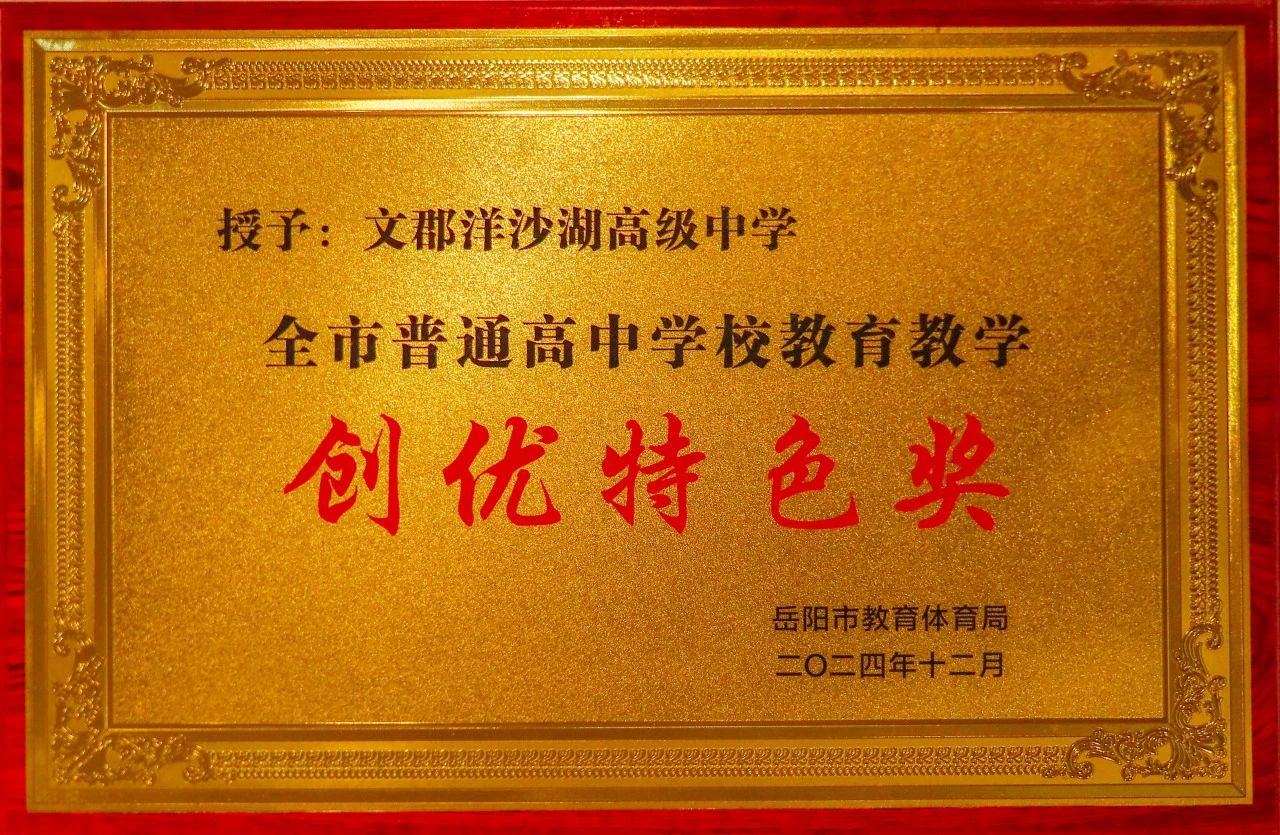 授予：文郡洋沙湖高级中学
全市普通高中学校教育教学
创优特色奖
岳阳市教育体育局
二〇二四年十二月